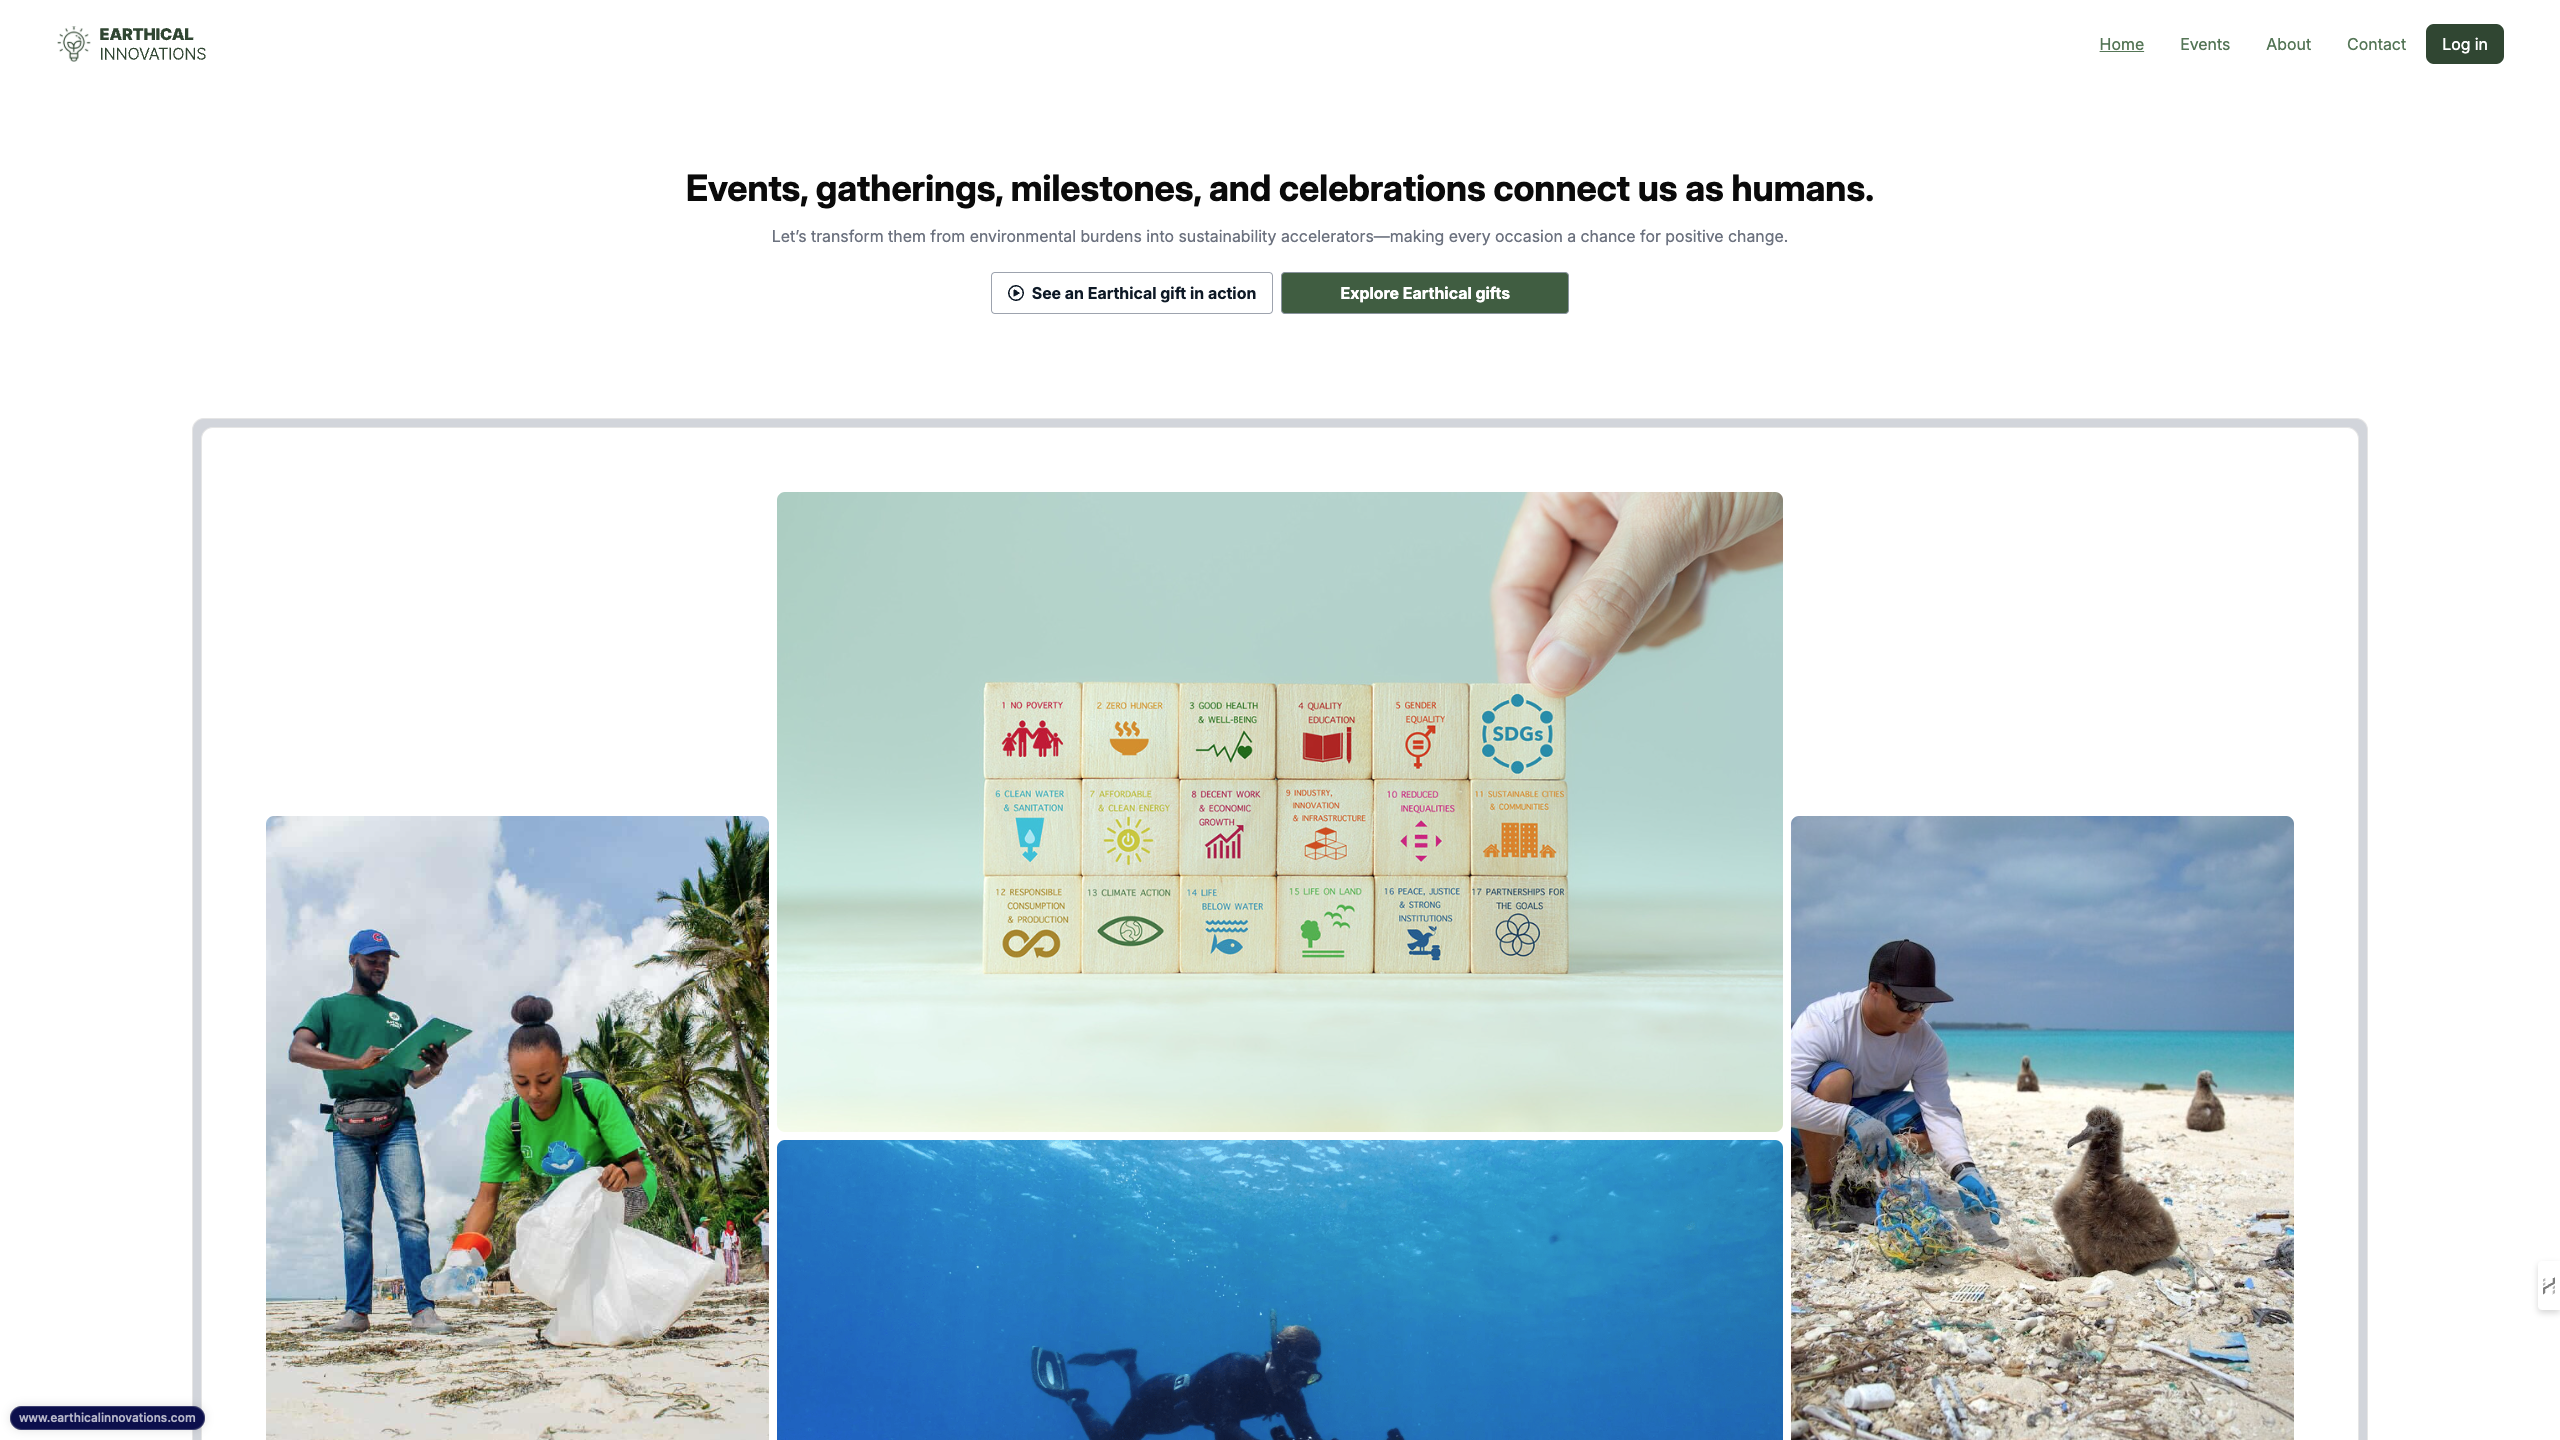 EARTHICAL
INNOVATIONS
Home
Events
About
Contact
Log in
Events, gatherings, milestones, and celebrations connect us as humans.
Let’s transform them from environmental burdens into sustainability accelerators—making every occasion a chance for positive change.
See an Earthical gift in action
Explore Earthical gifts
1 NO POVERTY
2 ZERO HUNGER
3 GOOD HEALTH
& WELL-BEING
4 QUALITY
EDUCATION
5 GENDER
EQUALITY
SDGs
6 CLEAN WATER
& SANITATION
7 AFFORDABLE
& CLEAN ENERGY
8 DECENT WORK
& ECONOMIC
GROWTH
9 INDUSTRY,
INNOVATION
& INFRASTRUCTURE
10 REDUCED
INEQUALITIES
11 SUSTAINABLE CITIES
& COMMUNITIES
12 RESPONSIBLE
CONSUMPTION
& PRODUCTION
13 CLIMATE ACTION
14 LIFE
BELOW WATER
15 LIFE ON LAND
16 PEACE, JUSTICE
& STRONG
INSTITUTIONS
17 PARTNERSHIPS FOR
THE GOALS
www.earthicalinnovations.com